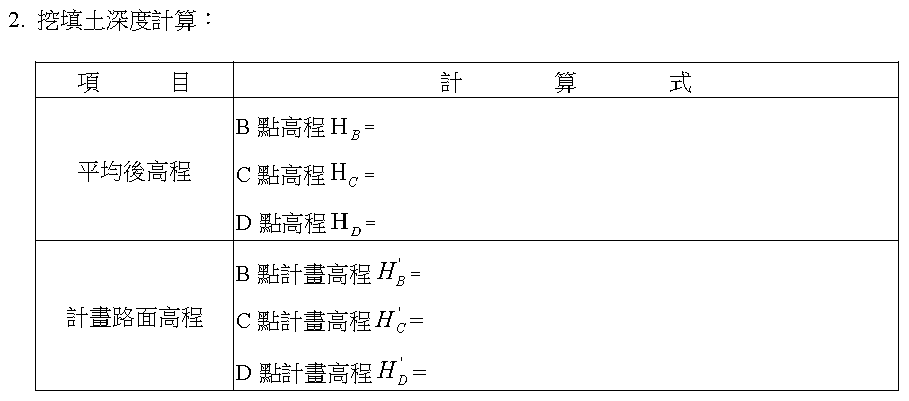 2. 挖填土深度計算：
項 目 計 算 式
平均後高程
B 點高程 H_B =
C 點高程 H_C =
D 點高程 H_D =
計畫路面高程
B 點計畫高程 H'_B =
C 點計畫高程 H'_C =
D 點計畫高程 H'_D =